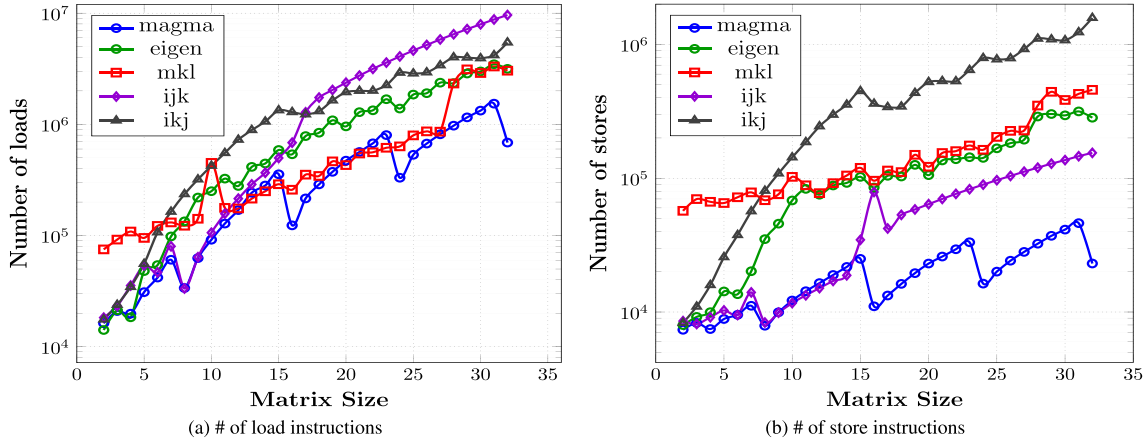 magma
eigen
mkl
ijk
ikj
10^7
10^6
10^5
10^4
Number of loads
0 5 10 15 20 25 30 35
Matrix Size
(a) # of load instructions
magma
eigen
mkl
ijk
ikj
10^6
10^5
10^4
Number of stores
0 5 10 15 20 25 30 35
Matrix Size
(b) # of store instructions